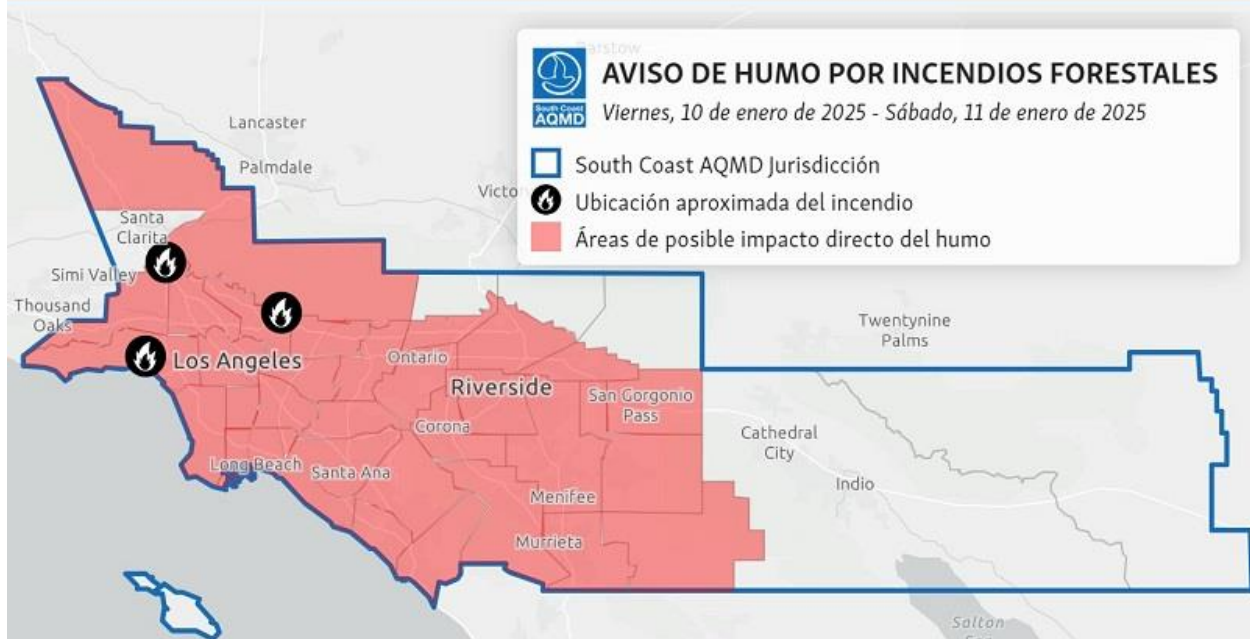 Barstow
AVISO DE HUMO POR INCENDIOS FORESTALES
South Coast
AQMD
Viernes, 10 de enero de 2025 - Sábado, 11 de enero de 2025
South Coast AQMD Jurisdicción
Ubicación aproximada del incendio
Áreas de posible impacto directo del humo
Lancaster
Palmdale
Victo
Santa
Clarita
Simi Valley
Thousand
Oaks
Los Angeles
Ontario
Riverside
San Gorgonio
Pass
Twentynine
Palms
Corona
Cathedral
City
Long Beach
Santa Ana
Indio
Menifee
Murrieta
Salton